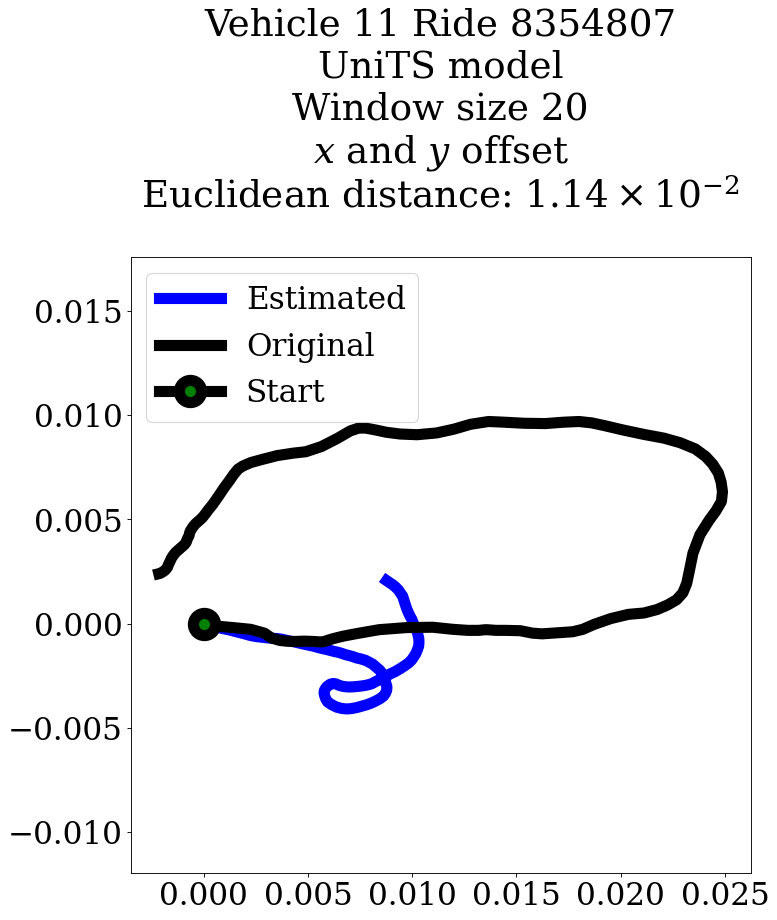 Vehicle 11 Ride 8354807
UniTS model
Window size 20
x and y offset
Euclidean distance: 1.14 × 10⁻²
Estimated
Original
Start
0.015
0.010
0.005
0.000
−0.005
−0.010
0.000 0.005 0.010 0.015 0.020 0.025